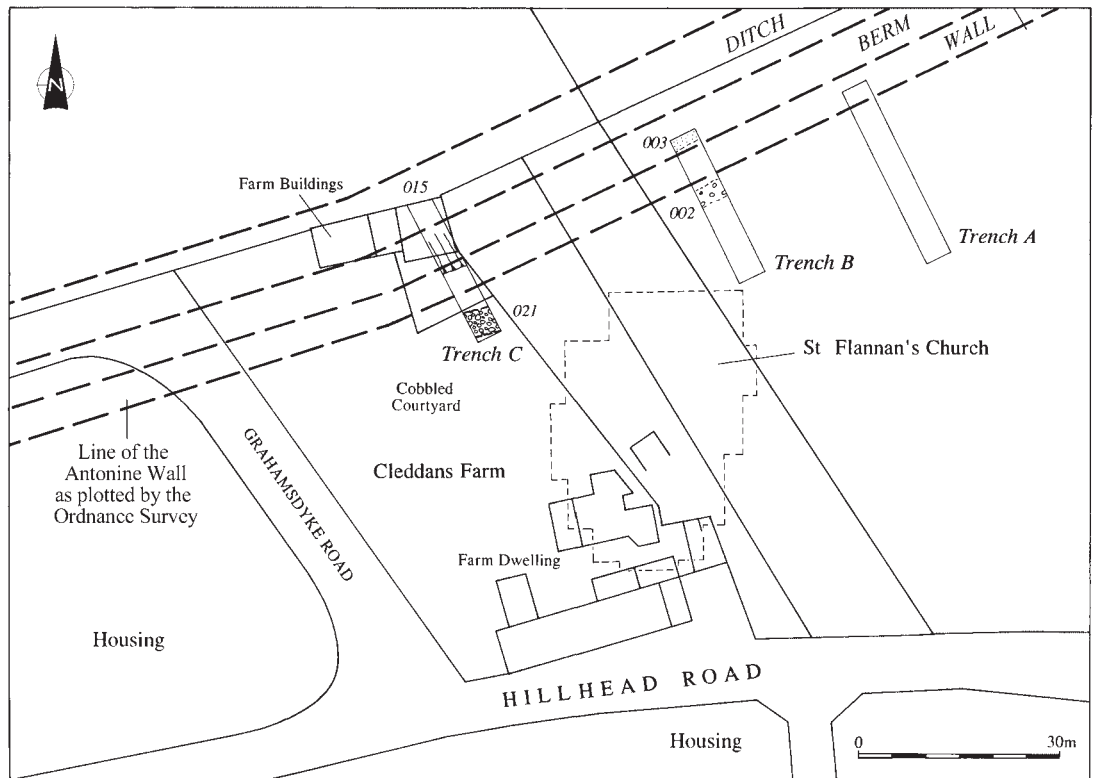 DITCH
BERM
WALL
N
003
Farm Buildings
015
002
Trench A
Trench B
021
Trench C
St Flannan's Church
Cobbled
Courtyard
Line of the
Antonine Wall
as plotted by the
Ordnance Survey
GRAHAMSDYKE ROAD
Cleddans Farm
Farm Dwelling
Housing
HILLHEAD ROAD
Housing
0
30m